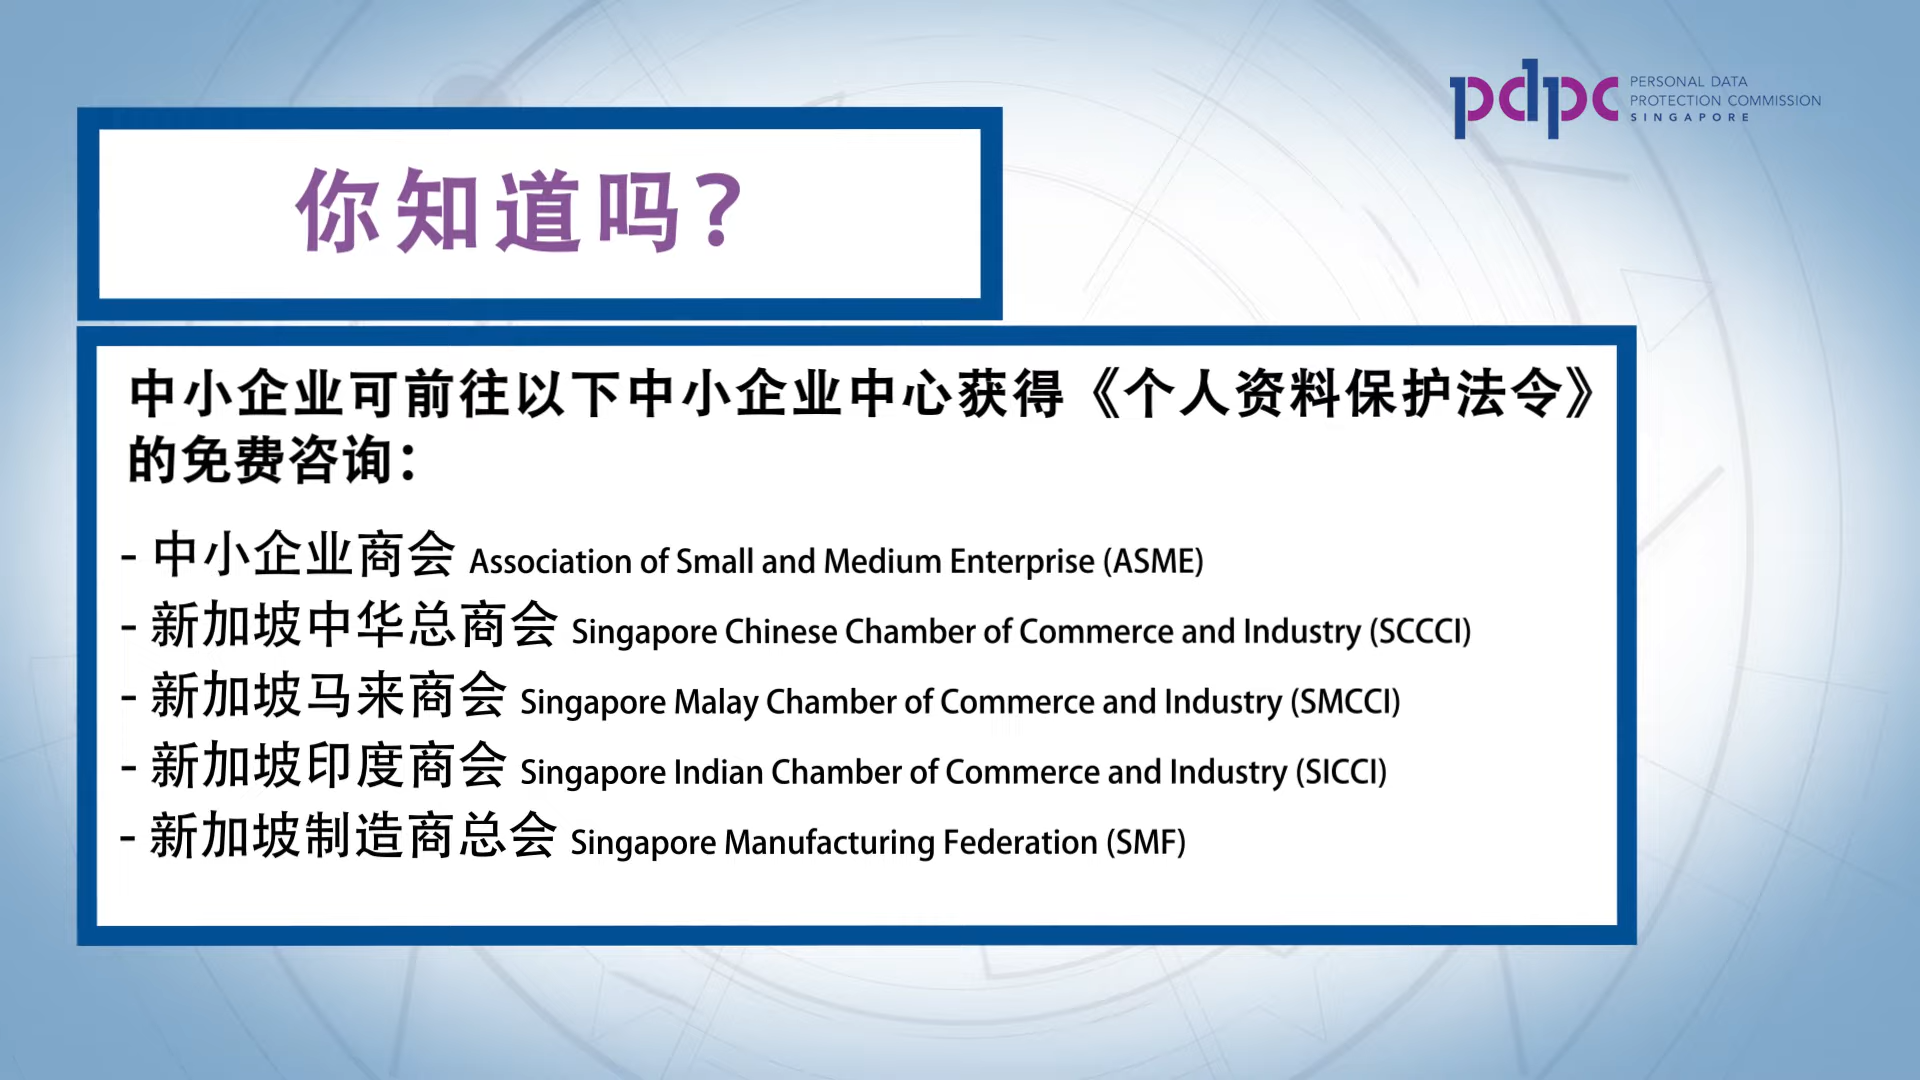 pdpc PERSONAL DATA
PROTECTION COMMISSION
SINGAPORE
你知道吗？
中小企业可前往以下中小企业中心获得《个人资料保护法令》
的免费咨询：
- 中小企业商会 Association of Small and Medium Enterprise (ASME)
- 新加坡中华总商会 Singapore Chinese Chamber of Commerce and Industry (SCCCI)
- 新加坡马来商会 Singapore Malay Chamber of Commerce and Industry (SMCCI)
- 新加坡印度商会 Singapore Indian Chamber of Commerce and Industry (SICCI)
- 新加坡制造商总会 Singapore Manufacturing Federation (SMF)